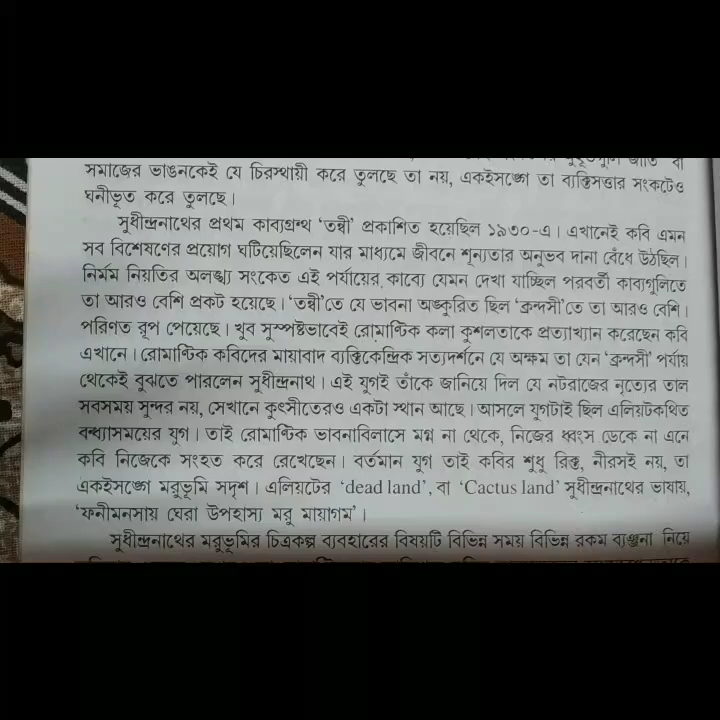 জাতি বা
সমাজের ভাঙনকেই যে চিরস্থায়ী করে তুলছে তা নয়, একইসঙ্গে তা ব্যক্তিসত্তার সংকটেও
ঘনীভূত করে তুলছে।
সুধীন্দ্রনাথের প্রথম কাব্যগ্রন্থ 'তন্বী' প্রকাশিত হয়েছিল ১৯৩০-এ। এখানেই কবি এমন
সব বিশেষণের প্রয়োগ ঘটিয়েছিলেন যার মাধ্যমে জীবনে শূন্যতার অনুভব দানা বেঁধে উঠছিল।
নির্মম নিয়তির অলঙ্ঘ্য সংকেত এই পর্যায়ের কাব্যে যেমন দেখা যাচ্ছিল পরবর্তী কাব্যগুলিতে
তা আরও বেশি প্রকট হয়েছে। 'তন্বী'তে যে ভাবনা অঙ্কুরিত ছিল 'ক্রন্দসী'তে তা আরও বেশি।
পরিণত রূপ পেয়েছে। খুব সুস্পষ্টভাবেই রোমান্টিক কলা কুশলতাকে প্রত্যাখ্যান করেছেন কবি
এখানে। রোমান্টিক কবিদের মায়াবাদ ব্যক্তিকেন্দ্রিক সত্যদর্শনে যে অক্ষম তা যেন 'ক্রন্দসী' পর্যায়
থেকেই বুঝতে পারলেন সুধীন্দ্রনাথ। এই যুগই তাঁকে জানিয়ে দিল যে নটরাজের নৃত্যের তাল
সবসময় সুন্দর নয়, সেখানে কুৎসীতেরও একটা স্থান আছে। আসলে যুগটাই ছিল এলিয়টকথিত
বন্ধ্যাসময়ের যুগ। তাই রোমান্টিক ভাবনাবিলাসে মগ্ন না থেকে, নিজের ধ্বংস ডেকে না এনে
কবি নিজেকে সংহত করে রেখেছেন। বর্তমান যুগ তাই কবির শুধু রিক্ত, নীরসই নয়, তা
একইসঙ্গে মরুভূমি সদৃশ। এলিয়টের 'dead land', বা 'Cactus land' সুধীন্দ্রনাথের ভাষায়,
'ফনীমনসায় ঘেরা উপহাস্য মরু মায়াগম'।
সুধীন্দ্রনাথের মরুভূমির চিত্রকল্প ব্যবহারের বিষয়টি বিভিন্ন সময় বিভিন্ন রকম ব্যঞ্জনা নিয়ে